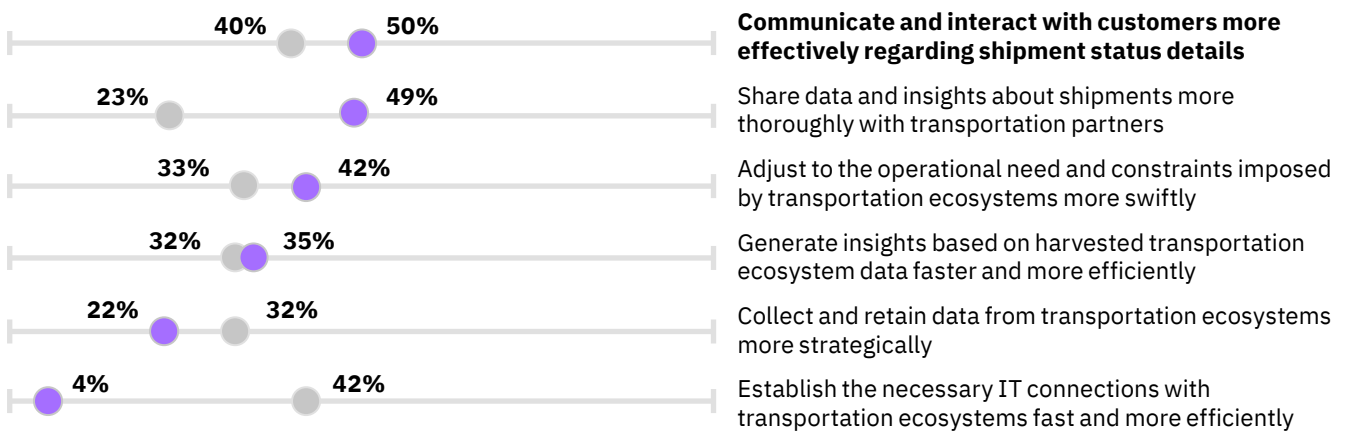 40% 50%
Communicate and interact with customers more
effectively regarding shipment status details
23% 49%
Share data and insights about shipments more
thoroughly with transportation partners
33% 42%
Adjust to the operational need and constraints imposed
by transportation ecosystems more swiftly
32% 35%
Generate insights based on harvested transportation
ecosystem data faster and more efficiently
22% 32%
Collect and retain data from transportation ecosystems
more strategically
4% 42%
Establish the necessary IT connections with
transportation ecosystems fast and more efficiently